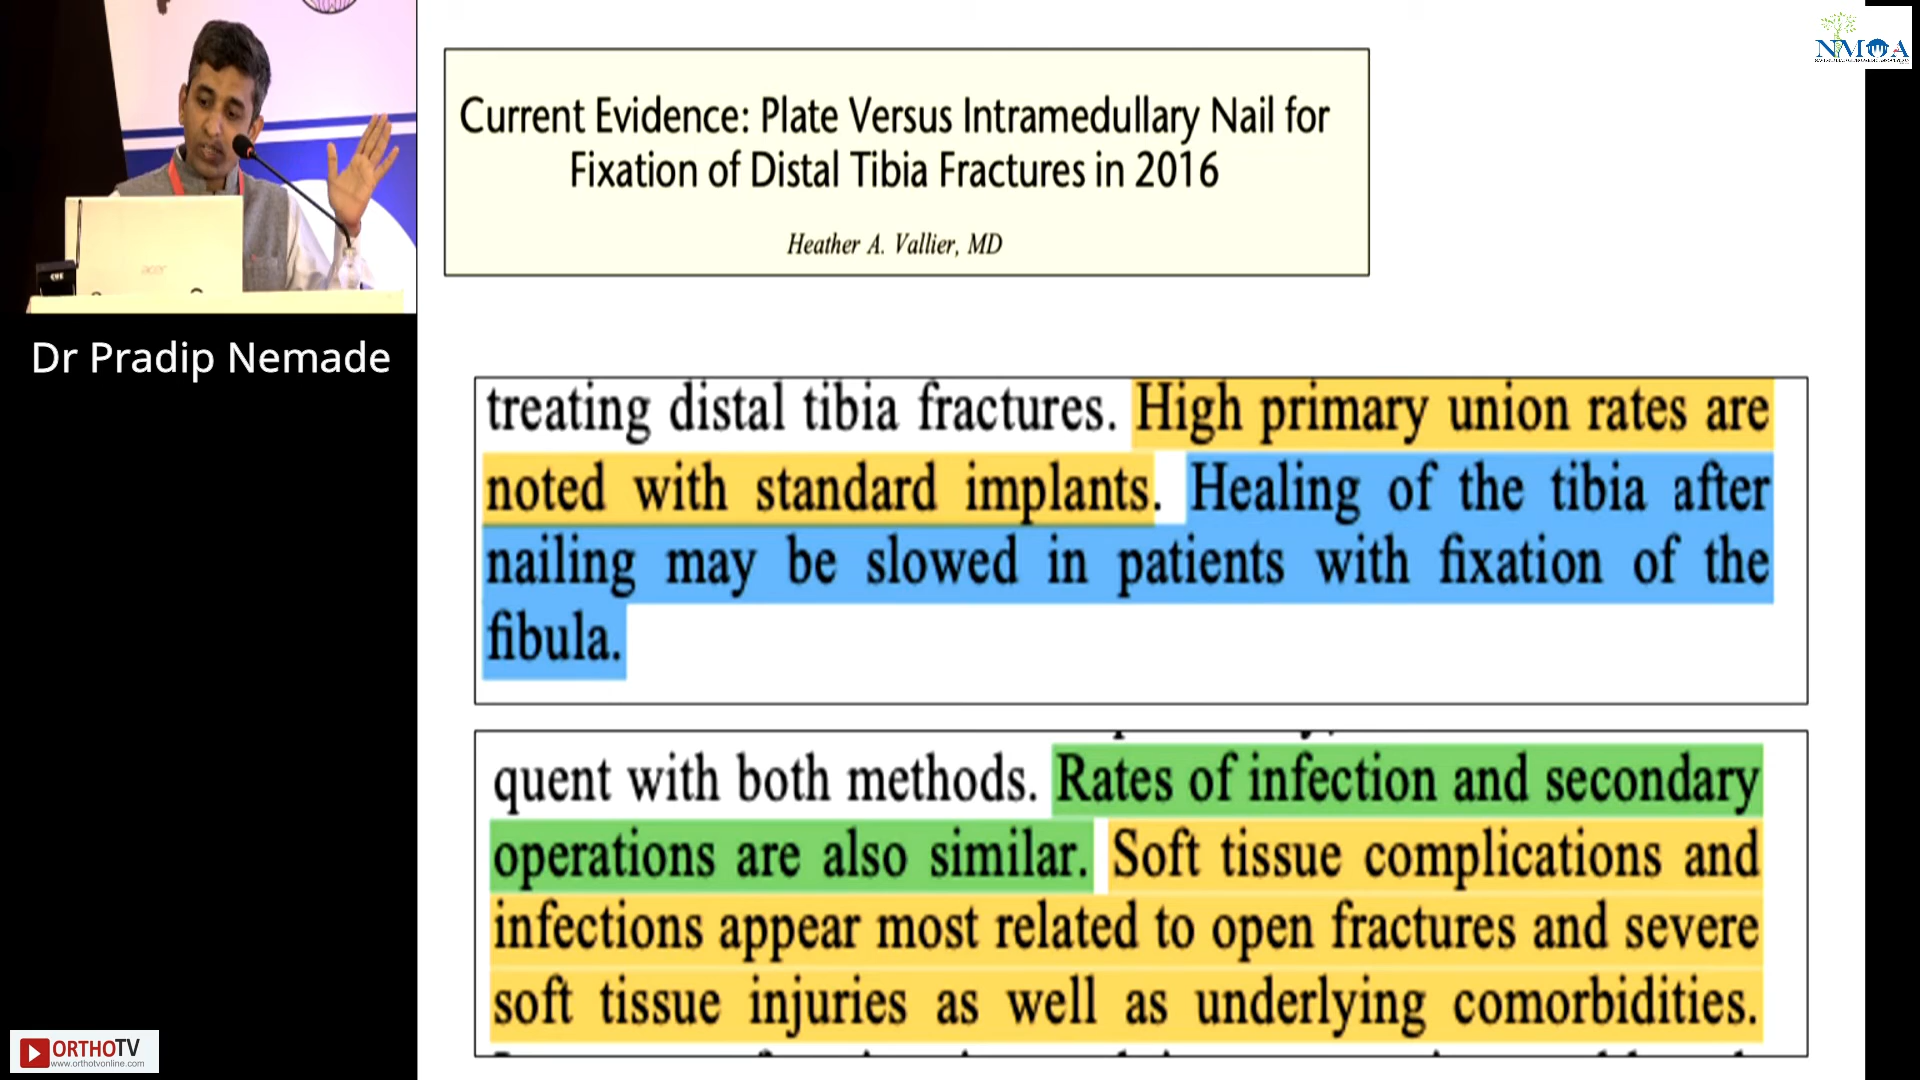 NMOA
Current Evidence: Plate Versus Intramedullary Nail for
Fixation of Distal Tibia Fractures in 2016
Heather A. Vallier, MD
acer
CUE
Dr Pradip Nemade
treating distal tibia fractures. High primary union rates are
noted with standard implants. Healing of the tibia after
nailing may be slowed in patients with fixation of the
fibula.
quent with both methods. Rates of infection and secondary
operations are also similar. Soft tissue complications and
infections appear most related to open fractures and severe
soft tissue injuries as well as underlying comorbidities.
ORTHOTV
www.orthotvonline.com